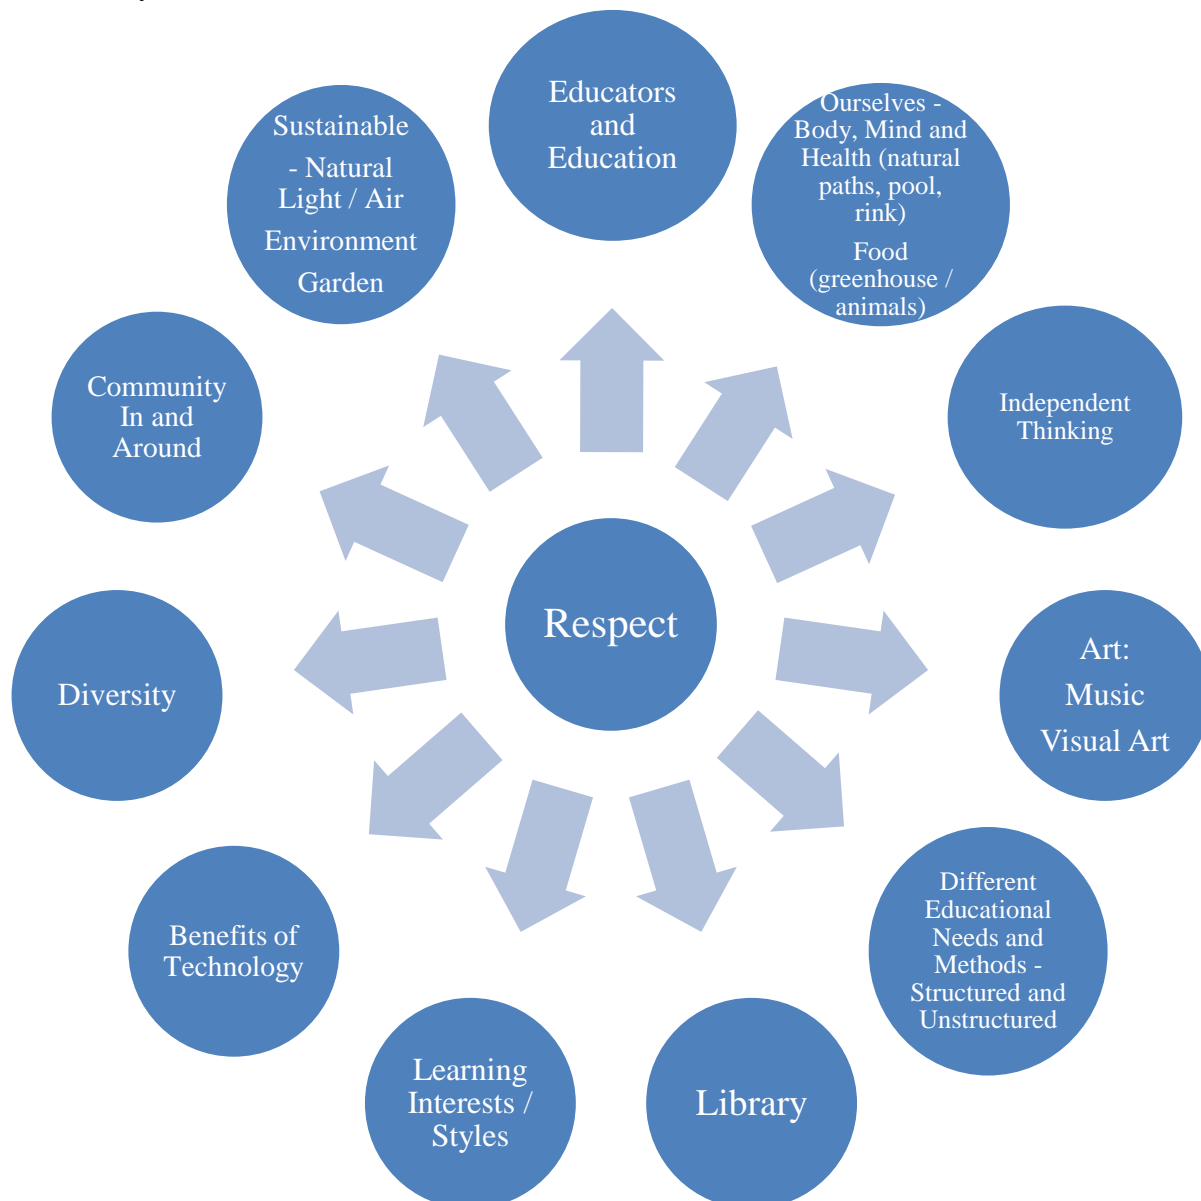 Educators
and
Education
Ourselves -
Body, Mind and
Health (natural
paths, pool,
rink)
Food
(greenhouse /
animals)
Independent
Thinking
Art:
Music
Visual Art
Different
Educational
Needs and
Methods -
Structured and
Unstructured
Library
Learning
Interests /
Styles
Benefits of
Technology
Diversity
Community
In and
Around
Sustainable
- Natural
Light / Air
Environment
Garden
Respect